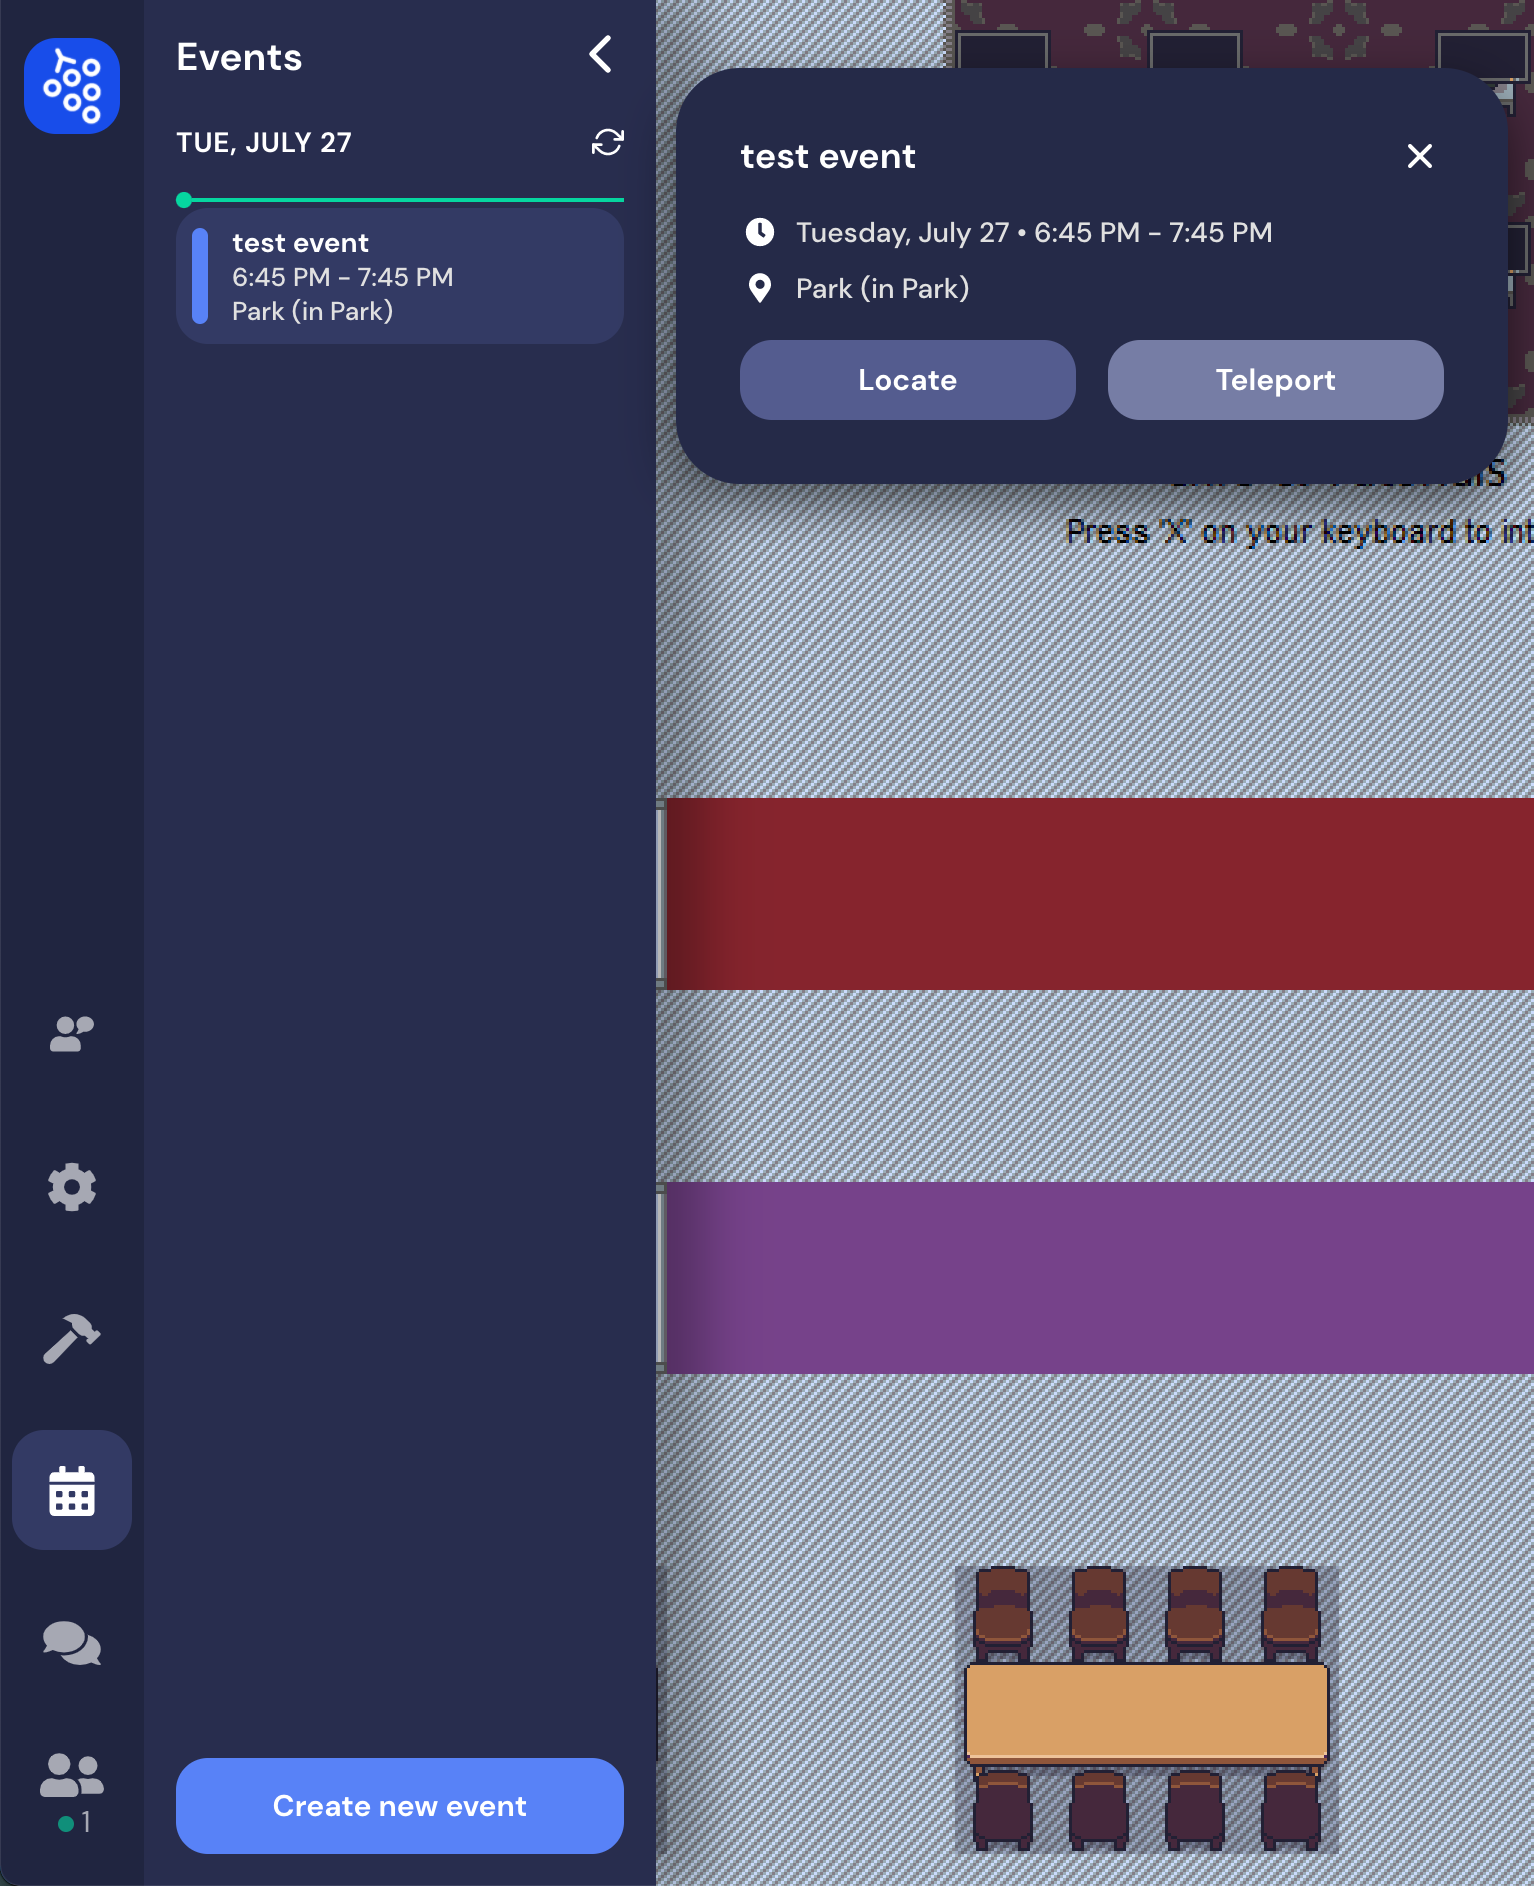 Events
TUE, JULY 27
test event
6:45 PM – 7:45 PM
Park (in Park)
test event
Tuesday, July 27 • 6:45 PM – 7:45 PM
Park (in Park)
Locate
Teleport
Press 'X' on your keyboard to int
1
Create new event